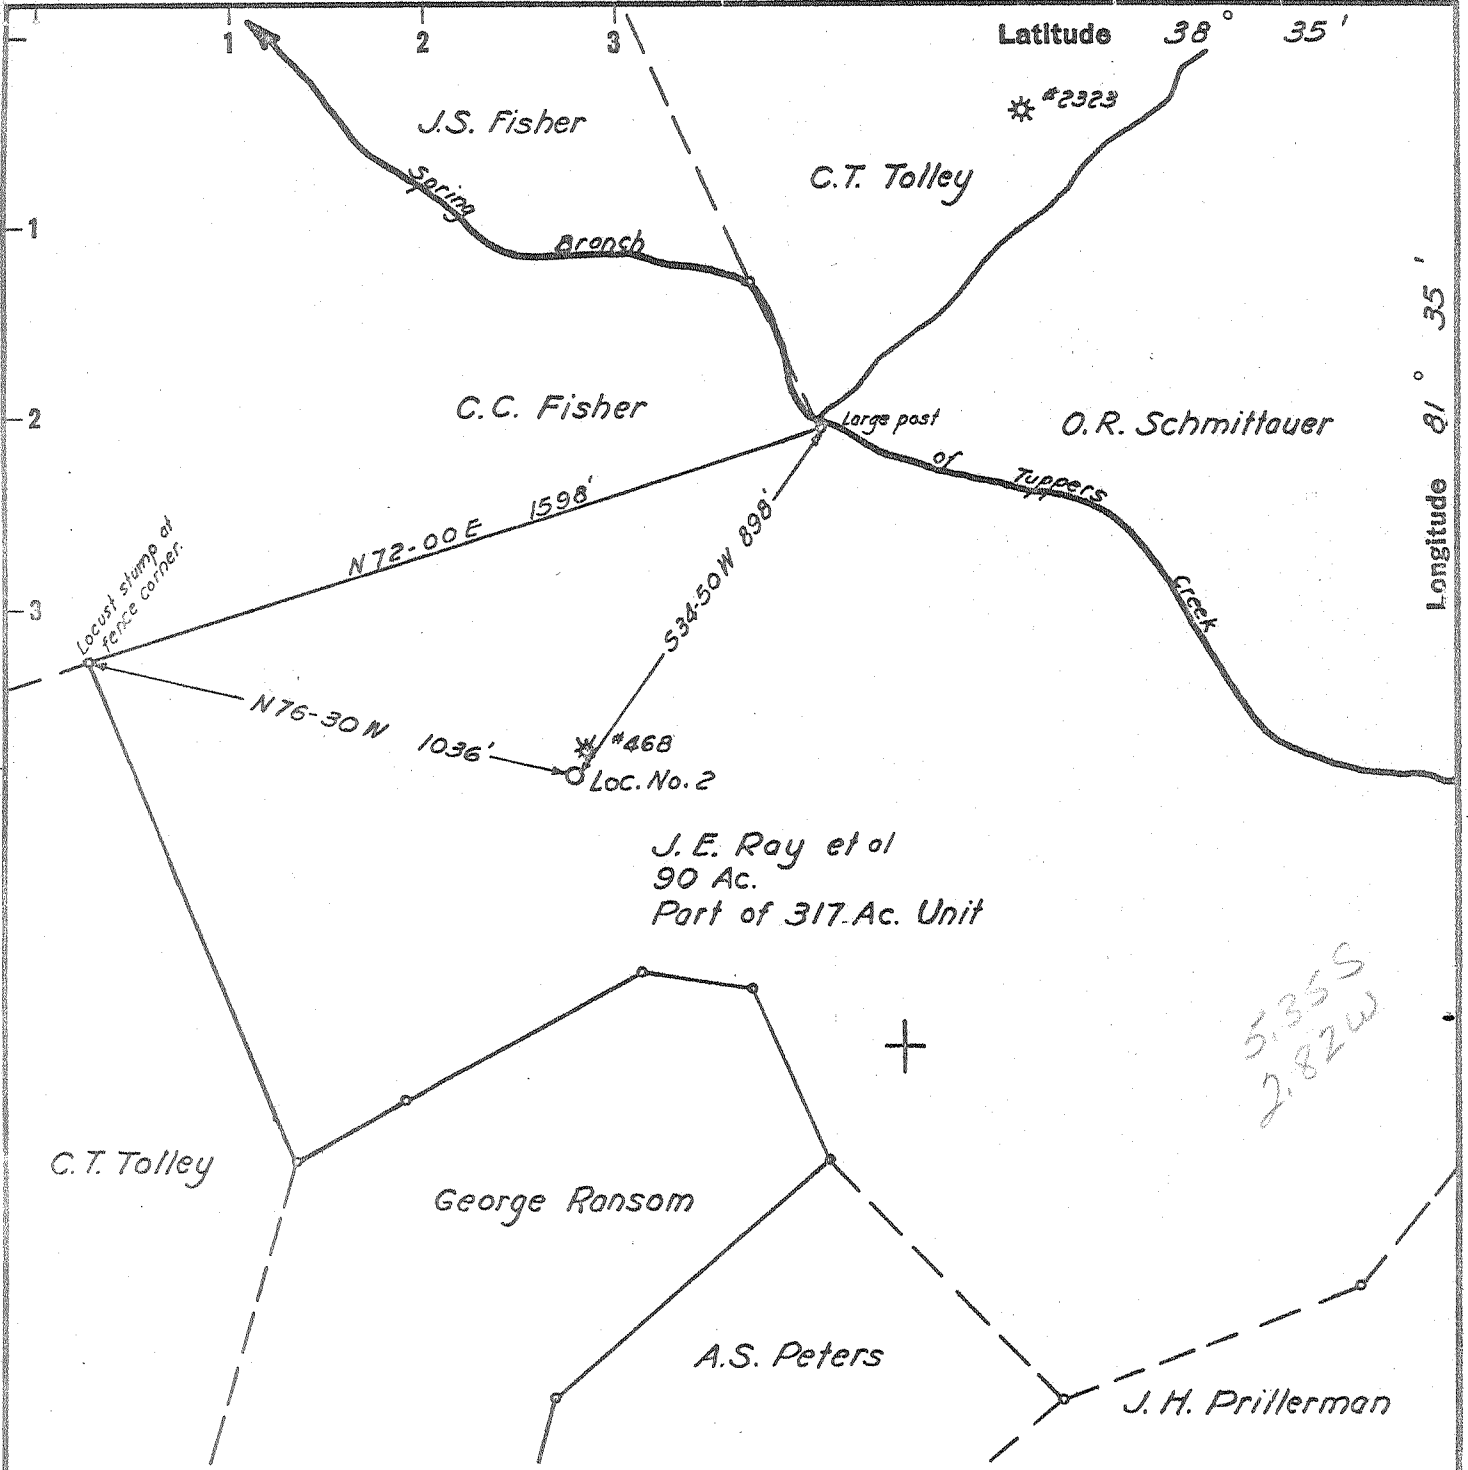 1 2 3 Latitude 38° 35'
#2323
J.S. Fisher
C.T. Tolley
Spring
Branch
1
Longitude 81° 35'
C.C. Fisher
2
Large post
O.R. Schmittauer
of
Tuppers
Creek
N72-00E 1598'
S34-50W 898'
Locust stump at
fence corner.
3
N76-30W 1036'
#468
Loc. No. 2
J.E. Ray et al
90 Ac.
Part of 317 Ac. Unit
5.35 S
2.82 W
C.T. Tolley
George Ransom
A.S. Peters
J.H. Prillerman